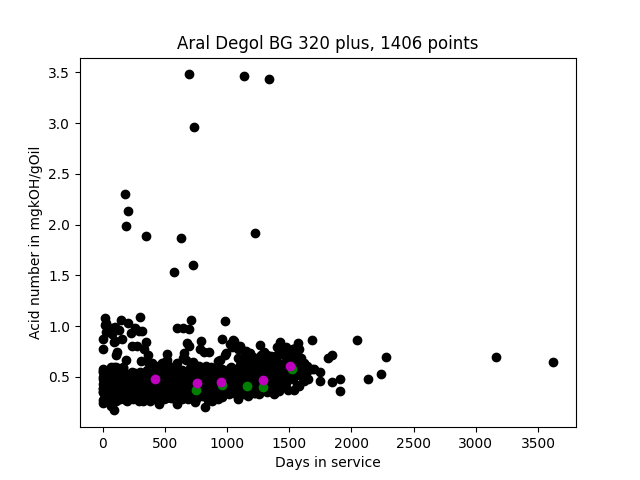 Aral Degol BG 320 plus, 1406 points
3.5
3.0
2.5
2.0
1.5
1.0
0.5
Acid number in mgkOH/gOil
0 500 1000 1500 2000 2500 3000 3500
Days in service